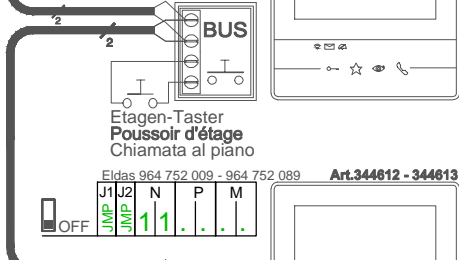 2
2
BUS
Etagen-Taster
Poussoir d'étage
Chiamata al piano
Eldas 964 752 009 - 964 752 089
Art.344612 - 344613
J1 J2 N P M
OFF JMP JMP 1 1 . . . .